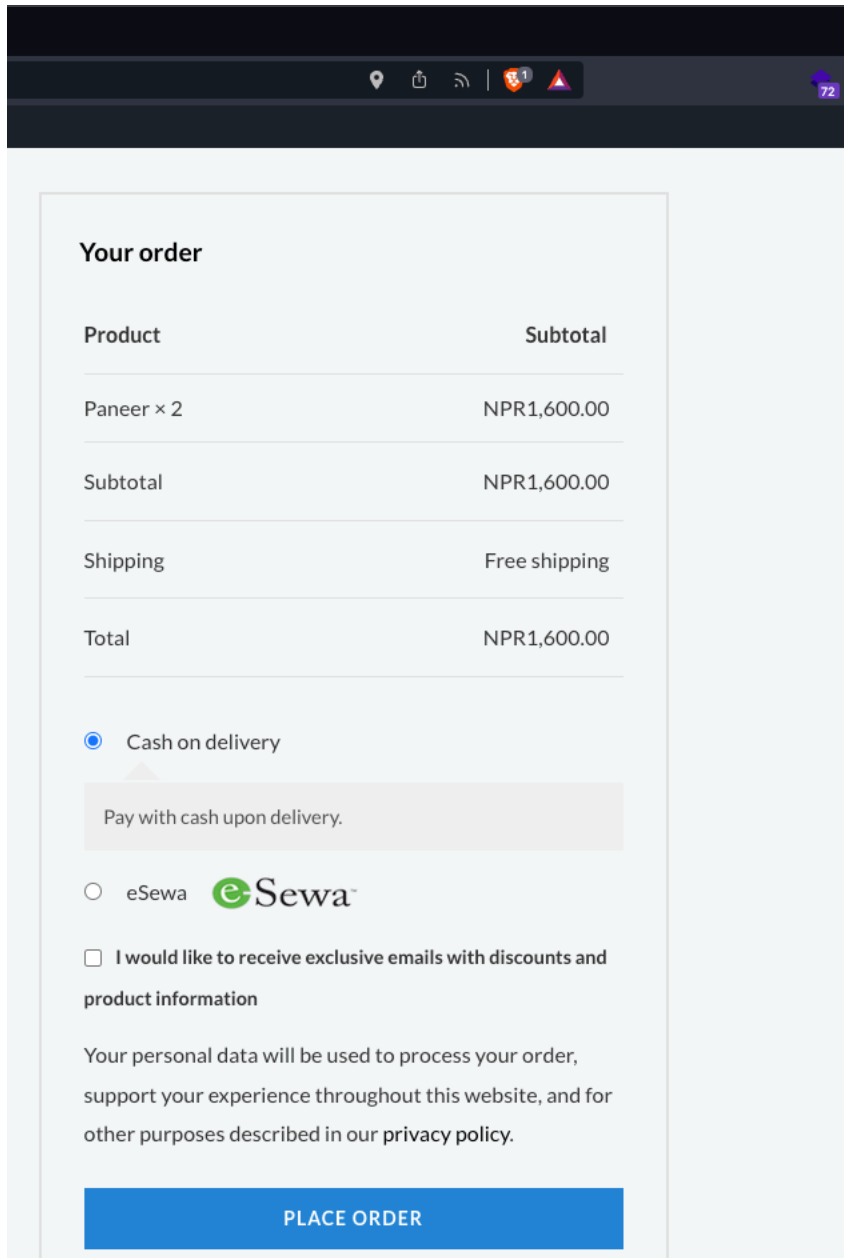 1
72
Your order
Product Subtotal
Paneer × 2 NPR1,600.00
Subtotal NPR1,600.00
Shipping Free shipping
Total NPR1,600.00
Cash on delivery
Pay with cash upon delivery.
eSewa e-Sewa™
I would like to receive exclusive emails with discounts and
product information
Your personal data will be used to process your order,
support your experience throughout this website, and for
other purposes described in our privacy policy.
PLACE ORDER